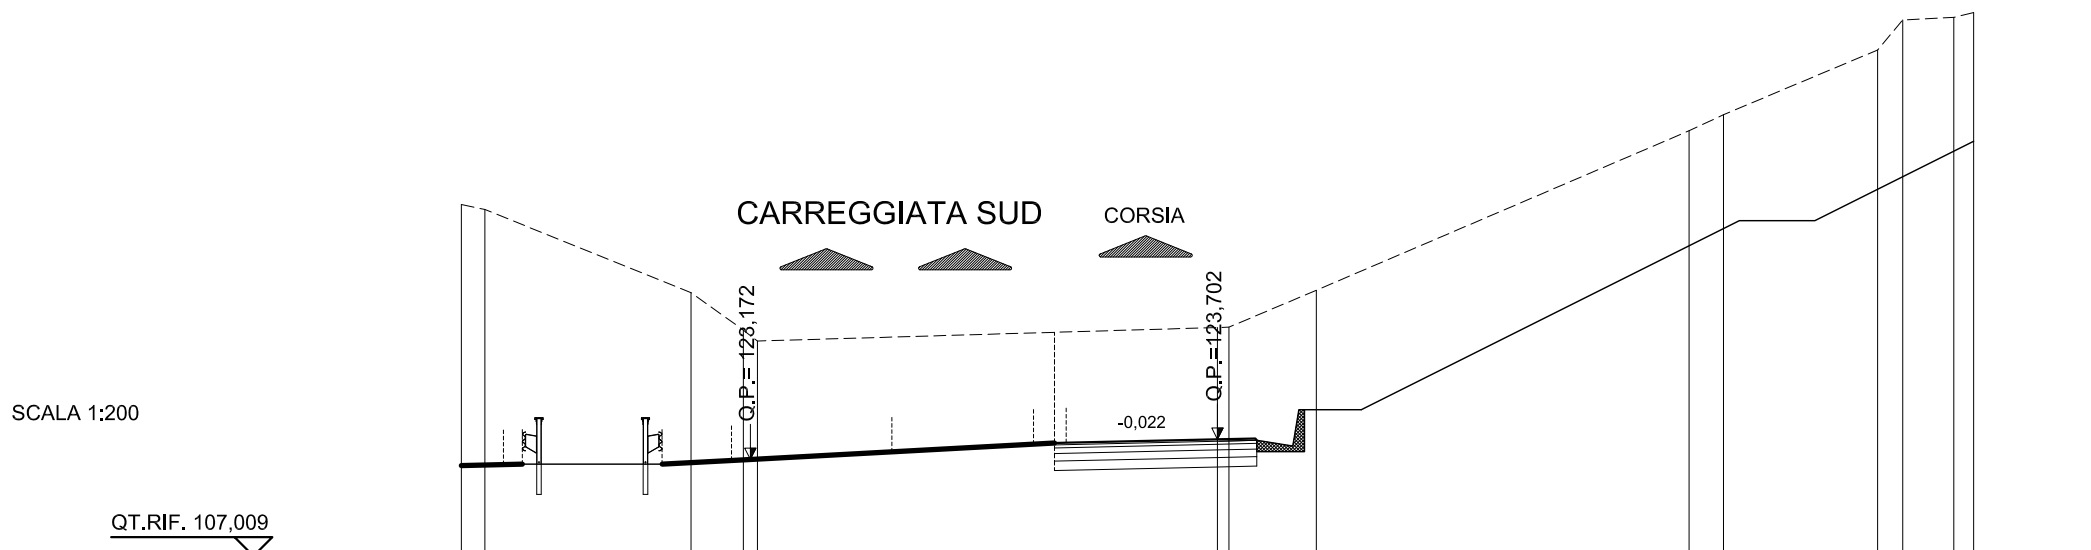 CARREGGIATA SUD
CORSIA
Q.P.= 123,172
Q.P.=123,702
SCALA 1:200
-0,022
QT.RIF. 107,009